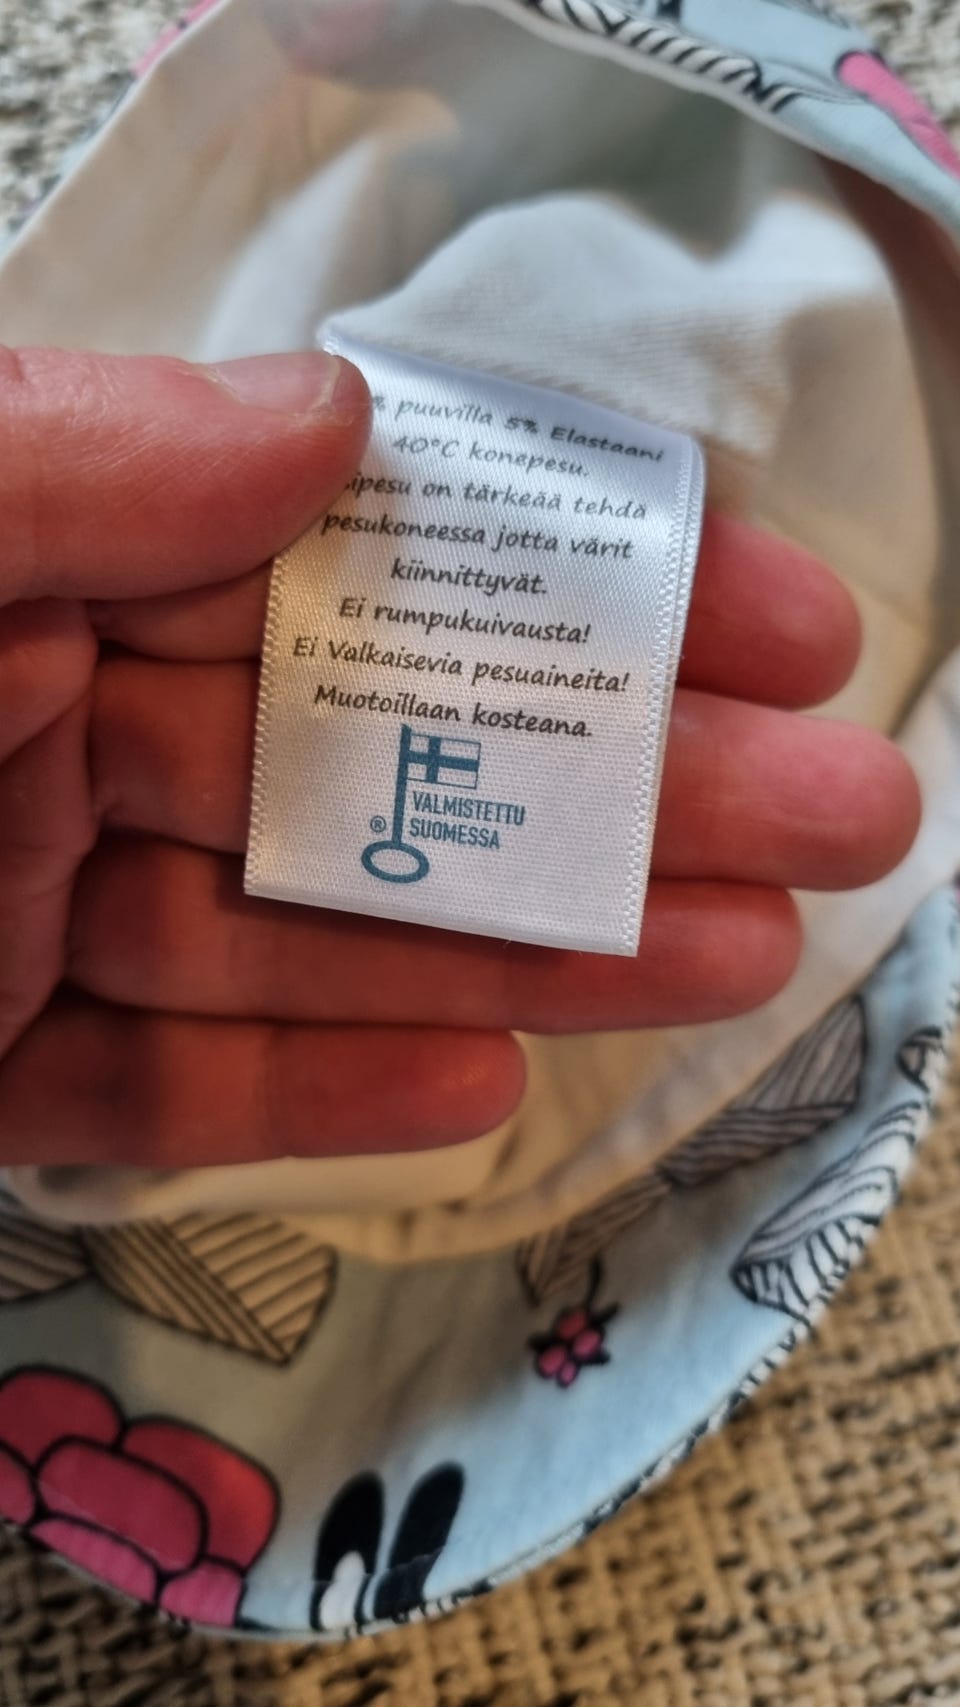 % puuvilla 5% Elastaani
40°C konepesu.
ipesu on tärkeää tehdä
pesukoneessa jotta värit
kiinnittyvät.
Ei rumpukuivausta!
Ei Valkaisevia pesuaineita!
Muotoillaan kosteana.
VALMISTETTU
® SUOMESSA